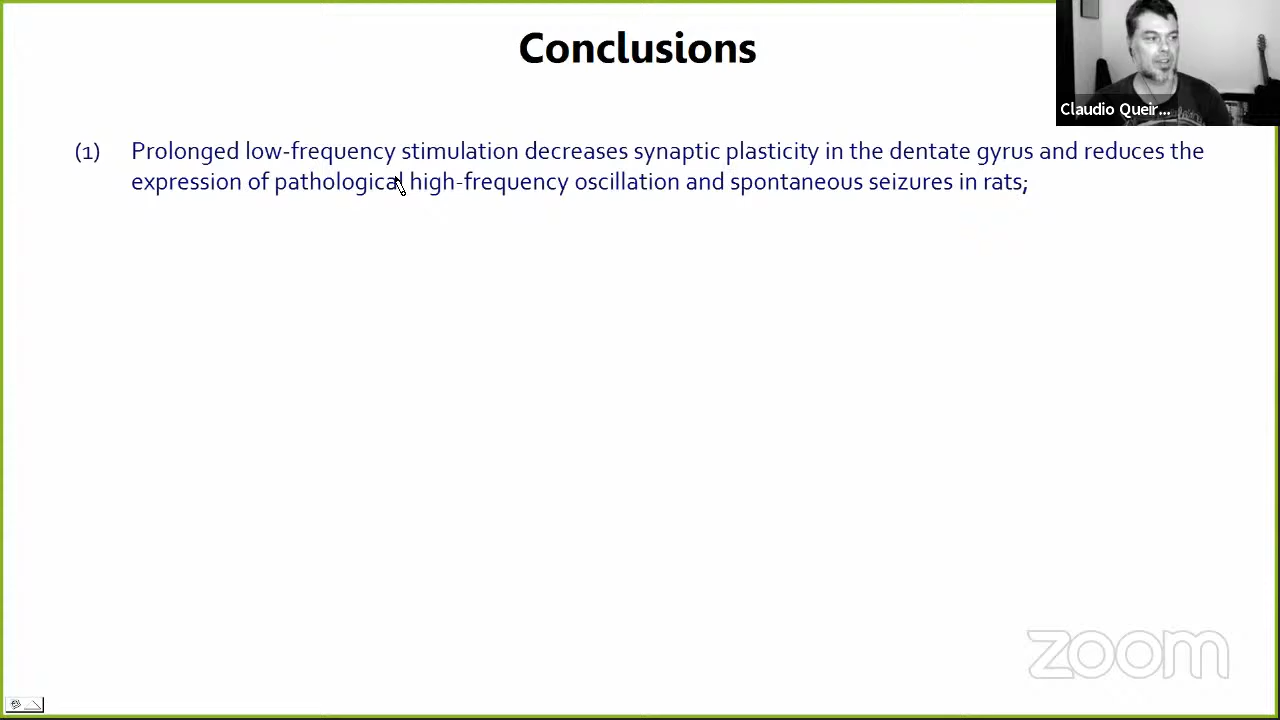 Conclusions
Claudio Queir...
(1) Prolonged low-frequency stimulation decreases synaptic plasticity in the dentate gyrus and reduces the
expression of pathological high-frequency oscillation and spontaneous seizures in rats;
zoom